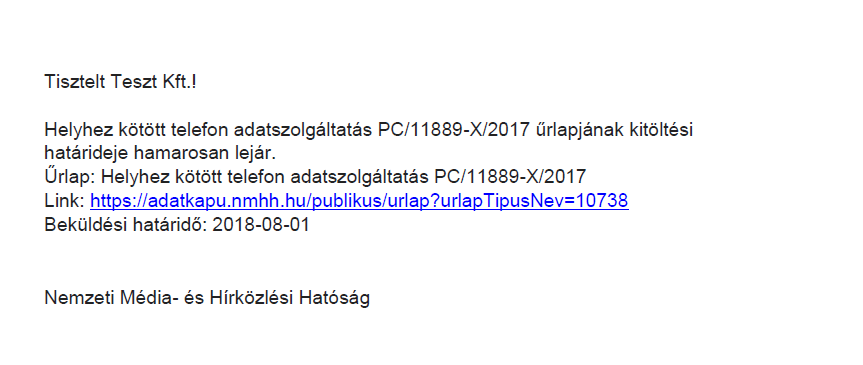 Tisztelt Teszt Kft.!
Helyhez kötött telefon adatszolgáltatás PC/11889-X/2017 űrlapjának kitöltési
határideje hamarosan lejár.
Űrlap: Helyhez kötött telefon adatszolgáltatás PC/11889-X/2017
Link: https://adatkapu.nmhh.hu/publikus/urlap?urlapTipusNev=10738
Beküldési határidő: 2018-08-01
Nemzeti Média- és Hírközlési Hatóság